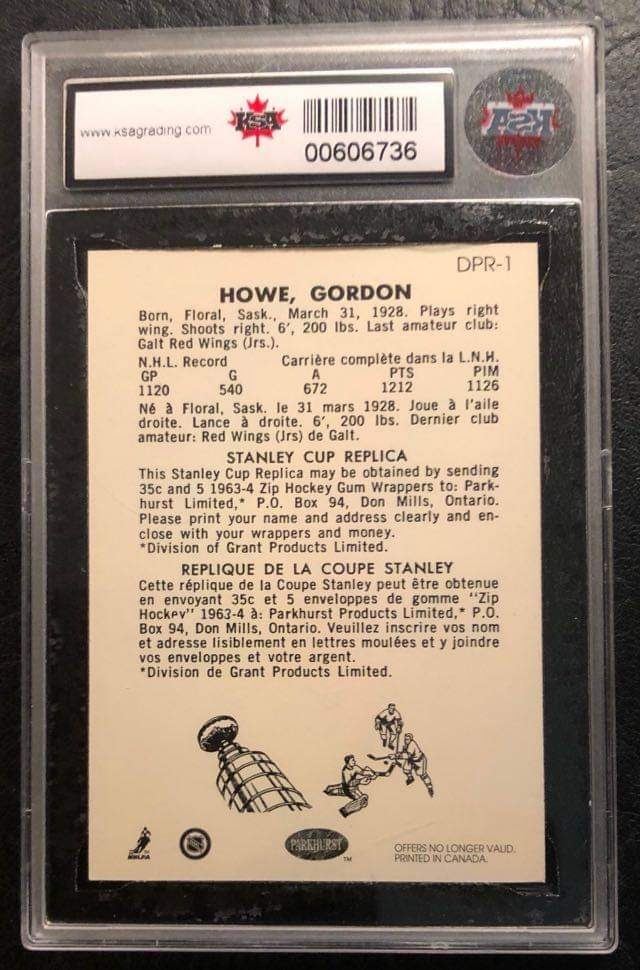 www.ksagrading.com
KSA
00606736
KSA
DPR-1
HOWE, GORDON
Born, Floral, Sask., March 31, 1928. Plays right
wing. Shoots right. 6', 200 lbs. Last amateur club:
Galt Red Wings (Jrs.).
N.H.L. Record Carrière complète dans la L.N.H.
GP G A PTS PIM
1120 540 672 1212 1126
Né à Floral, Sask. le 31 mars 1928. Joue à l'aile
droite. Lance à droite. 6', 200 lbs. Dernier club
amateur: Red Wings (Jrs) de Galt.
STANLEY CUP REPLICA
This Stanley Cup Replica may be obtained by sending
35c and 5 1963-4 Zip Hockey Gum Wrappers to: Park-
hurst Limited,* P.O. Box 94, Don Mills, Ontario.
Please print your name and address clearly and en-
close with your wrappers and money.
*Division of Grant Products Limited.
REPLIQUE DE LA COUPE STANLEY
Cette réplique de la Coupe Stanley peut être obtenue
en envoyant 35c et 5 enveloppes de gomme "Zip
Hockey" 1963-4 à: Parkhurst Products Limited,* P.O.
Box 94, Don Mills, Ontario. Veuillez inscrire vos nom
et adresse lisiblement en lettres moulées et y joindre
vos enveloppes et votre argent.
*Division de Grant Products Limited.
NHLPA
NHL
PARKHURST
TM
OFFERS NO LONGER VALID.
PRINTED IN CANADA.